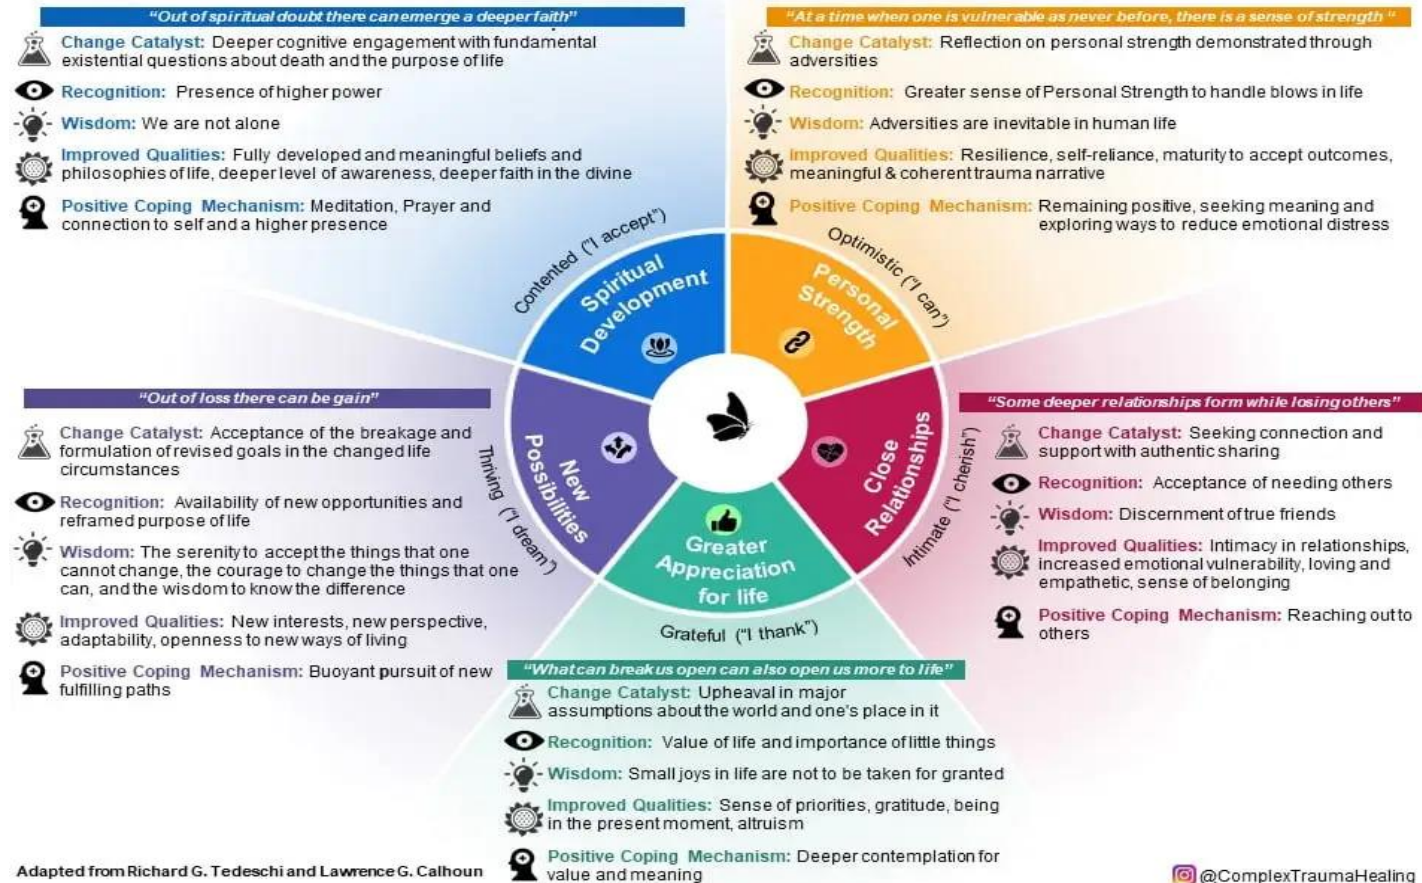 “Out of spiritual doubt there can emerge a deeper faith”
Change Catalyst: Deeper cognitive engagement with fundamental
existential questions about death and the purpose of life
Recognition: Presence of higher power
Wisdom: We are not alone
Improved Qualities: Fully developed and meaningful beliefs and
philosophies of life, deeper level of awareness, deeper faith in the divine
Positive Coping Mechanism: Meditation, Prayer and
connection to self and a higher presence
“At a time when one is vulnerable as never before, there is a sense of strength “
Change Catalyst: Reflection on personal strength demonstrated through
adversities
Recognition: Greater sense of Personal Strength to handle blows in life
Wisdom: Adversities are inevitable in human life
Improved Qualities: Resilience, self-reliance, maturity to accept outcomes,
meaningful & coherent trauma narrative
Positive Coping Mechanism: Remaining positive, seeking meaning and
exploring ways to reduce emotional distress
Contented (“I accept”)
Spiritual
Development
Optimistic (“I can”)
Personal
Strength
“Out of loss there can be gain”
Change Catalyst: Acceptance of the breakage and
formulation of revised goals in the changed life
circumstances
Recognition: Availability of new opportunities and
reframed purpose of life
Wisdom: The serenity to accept the things that one
cannot change, the courage to change the things that one
can, and the wisdom to know the difference
Improved Qualities: New interests, new perspective,
adaptability, openness to new ways of living
Positive Coping Mechanism: Buoyant pursuit of new
fulfilling paths
Thriving (“I dream”)
New
Possibilities
Close
Relationships
Intimate (“I cherish”)
“Some deeper relationships form while losing others”
Change Catalyst: Seeking connection and
support with authentic sharing
Recognition: Acceptance of needing others
Wisdom: Discernment of true friends
Improved Qualities: Intimacy in relationships,
increased emotional vulnerability, loving and
empathetic, sense of belonging
Positive Coping Mechanism: Reaching out to
others
Greater
Appreciation
for life
Grateful (“I thank”)
“What can break us open can also open us more to life”
Change Catalyst: Upheaval in major
assumptions about the world and one's place in it
Recognition: Value of life and importance of little things
Wisdom: Small joys in life are not to be taken for granted
Improved Qualities: Sense of priorities, gratitude, being
in the present moment, altruism
Positive Coping Mechanism: Deeper contemplation for
value and meaning
Adapted from Richard G. Tedeschi and Lawrence G. Calhoun
@ComplexTraumaHealing